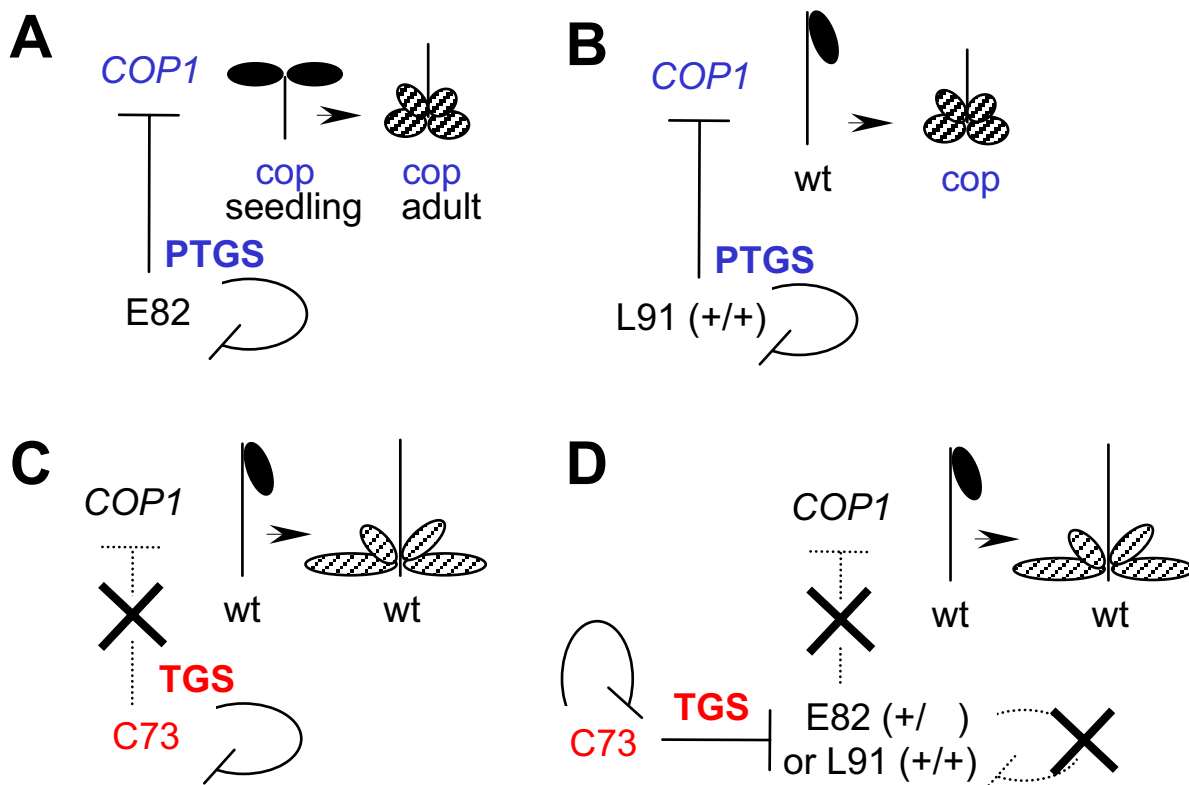 A
COP1
cop
seedling
cop
adult
PTGS
E82
B
COP1
wt
cop
PTGS
L91 (+/+)
C
COP1
wt
wt
TGS
C73
D
COP1
wt
wt
TGS
C73
E82 (+/ )
or L91 (+/+)